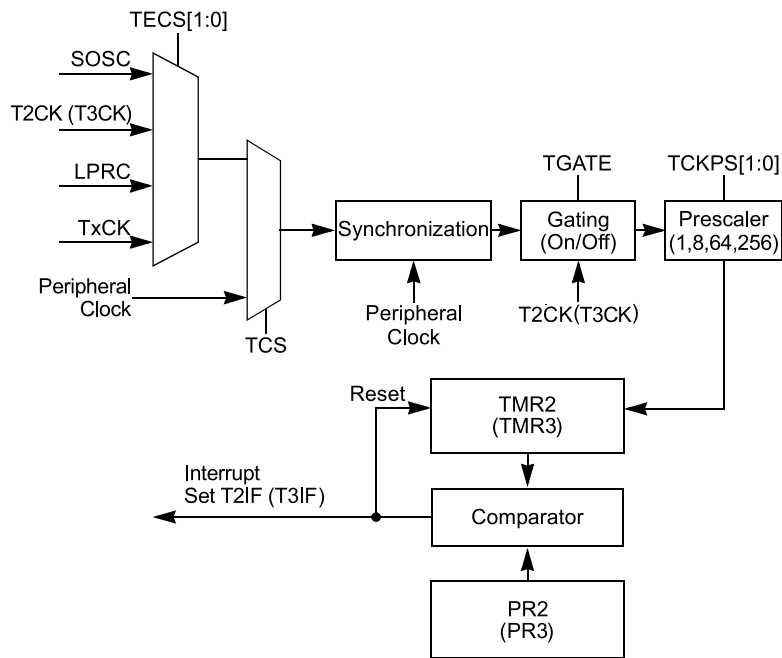 TECS[1:0]
SOSC
T2CK (T3CK)
LPRC
TxCK
Peripheral
Clock
TCS
Synchronization
Peripheral
Clock
TGATE
Gating
(On/Off)
T2CK(T3CK)
TCKPS[1:0]
Prescaler
(1,8,64,256)
Reset
TMR2
(TMR3)
Interrupt
Set T2IF (T3IF)
Comparator
PR2
(PR3)